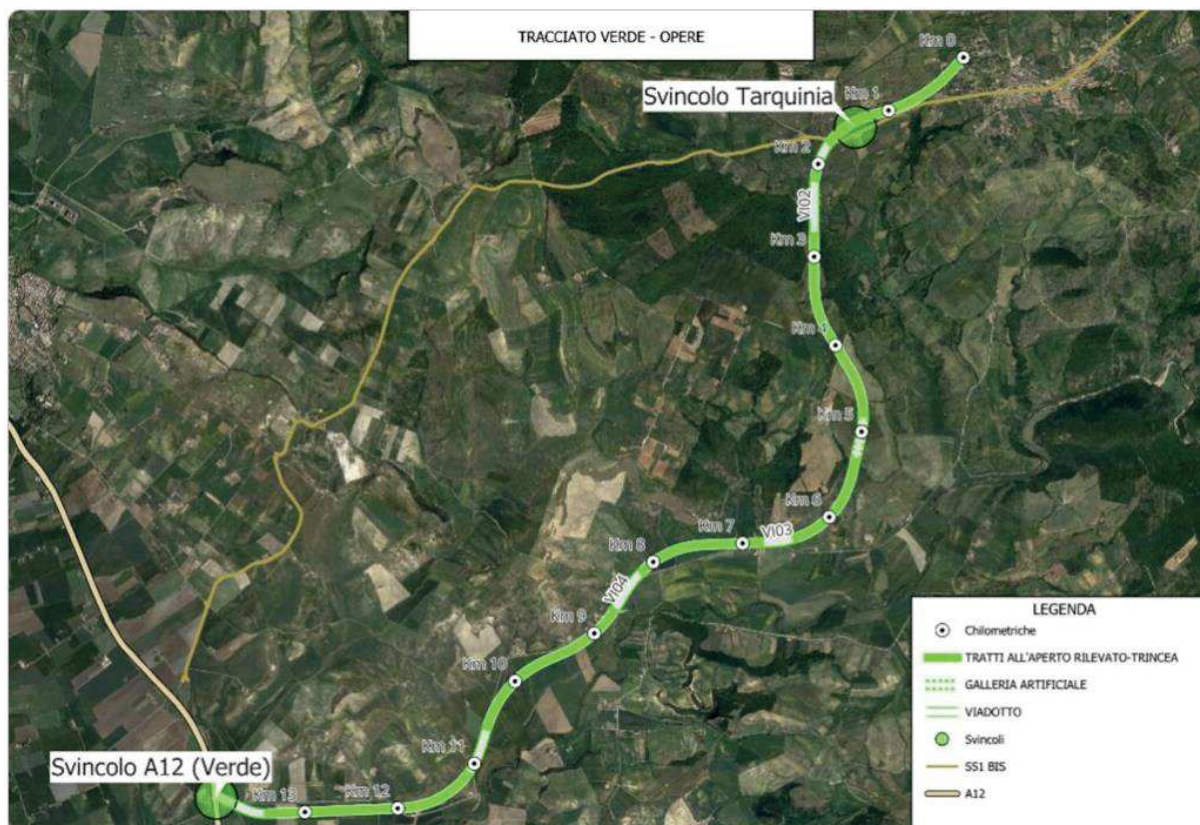 TRACCIATO VERDE - OPERE
Km 0
Svincolo Tarquinia
Km 1
Km 2
VI02
Km 3
Km 4
Km 5
Km 6
VI03
Km 7
Km 8
VI04
Km 9
Km 10
Km 11
Km 12
Km 13
Svincolo A12 (Verde)
LEGENDA
Chilometriche
TRATTI ALL'APERTO RILEVATO-TRINCEA
GALLERIA ARTIFICIALE
VIADOTTO
Svincoli
SS1 BIS
A12